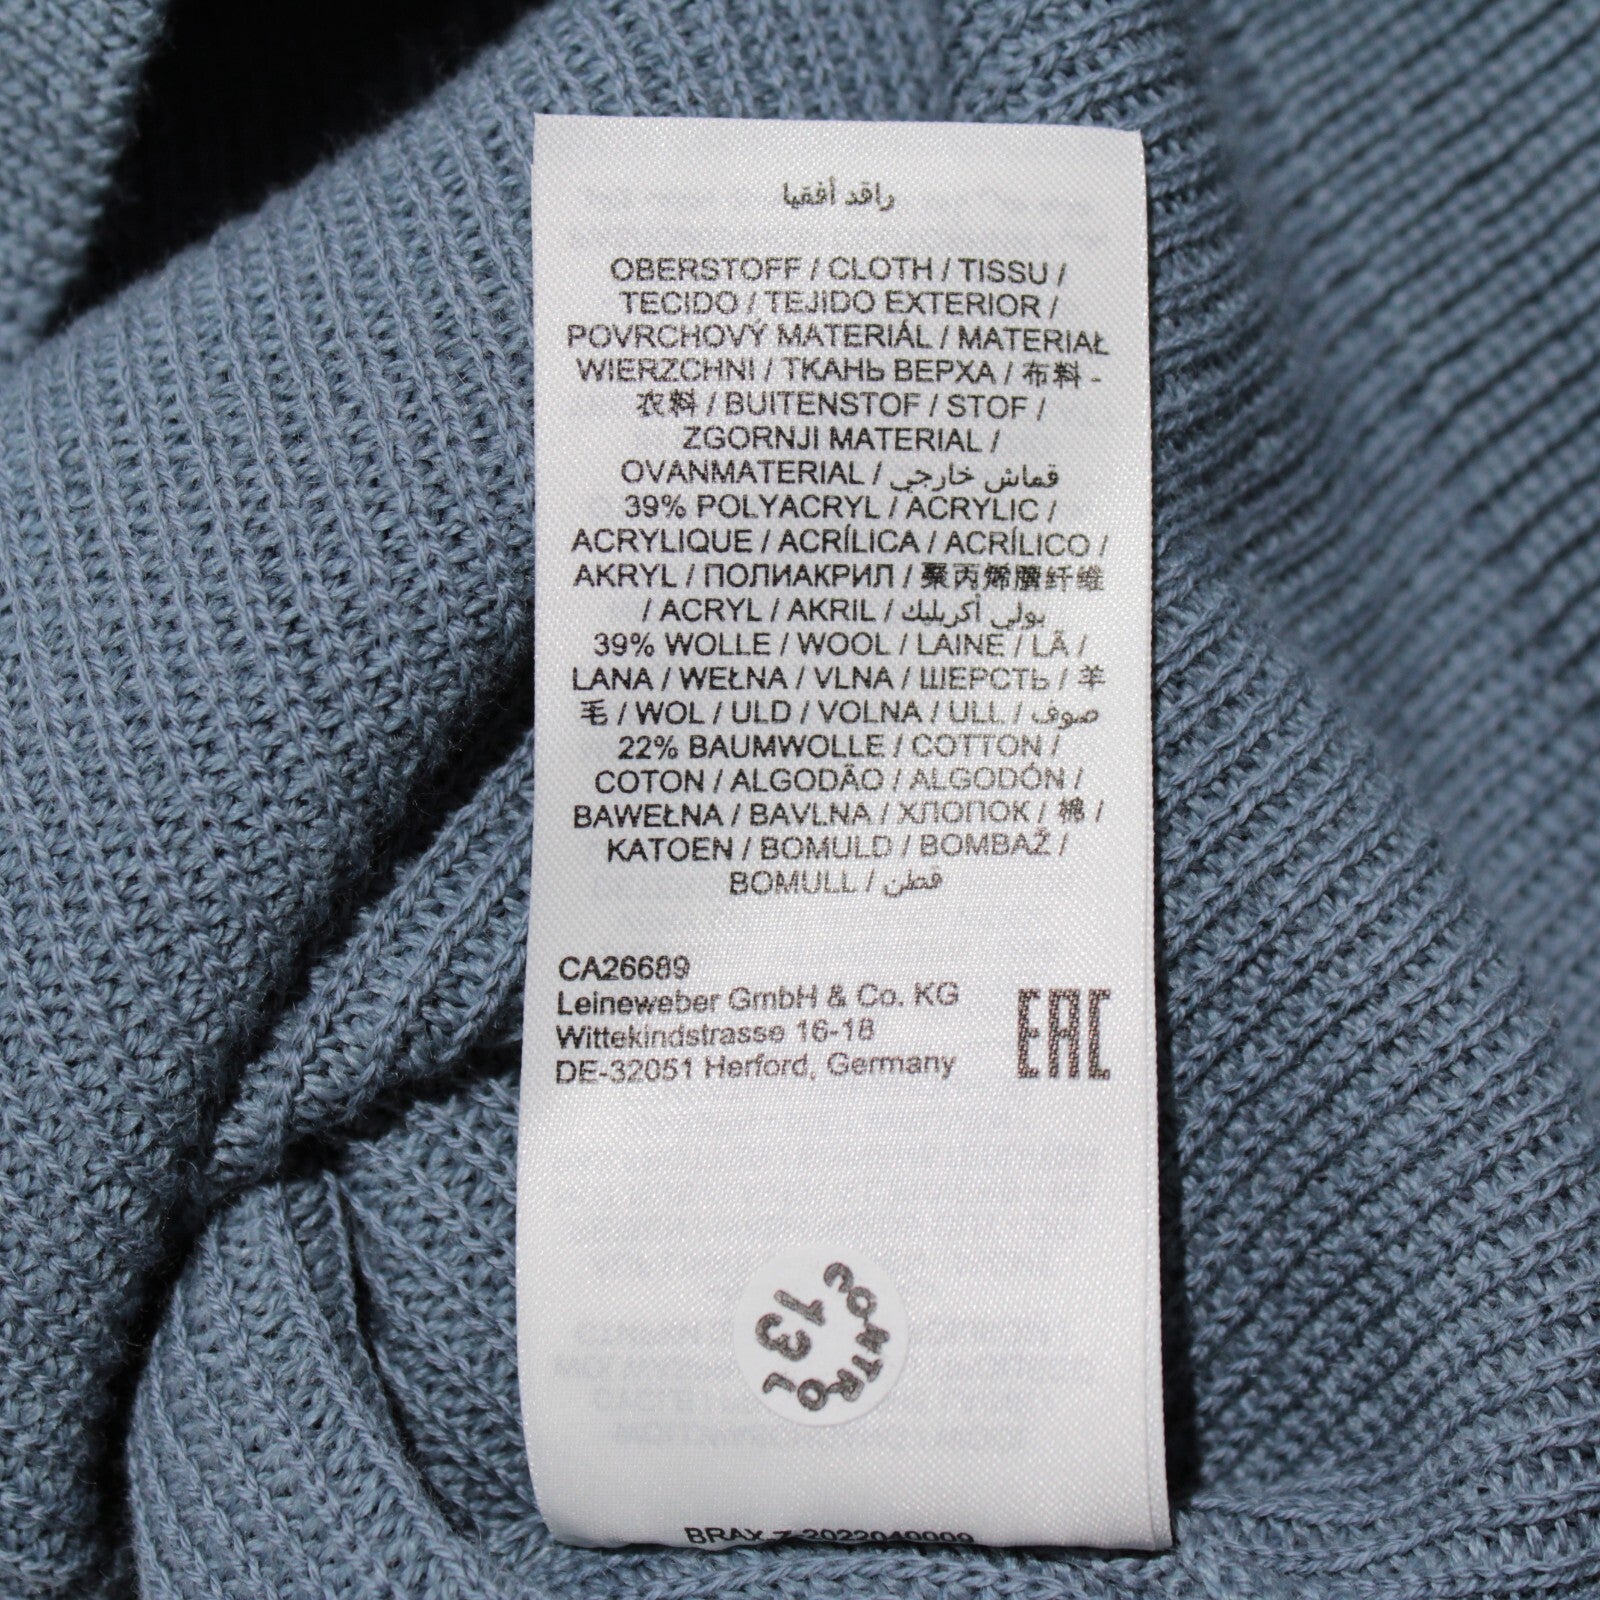 راقد أفقيا
OBERSTOFF / CLOTH / TISSU /
TECIDO / TEJIDO EXTERIOR /
POVRCHOVÝ MATERIÁL / MATERIAŁ
WIERZCHNI / ТКАНЬ ВЕРХА / 布料 -
衣料 / BUITENSTOF / STOF /
ZGORNJI MATERIAL /
OVANMATERIAL / قماش خارجي
39% POLYACRYL / ACRYLIC /
ACRYLIQUE / ACRÍLICA / ACRÍLICO /
AKRYL / ПОЛИАКРИЛ / 聚丙烯腈纤维
/ ACRYL / AKRIL / بولي أكريليك
39% WOLLE / WOOL / LAINE / LÃ /
LANA / WEŁNA / VLNA / ШЕРСТЬ / 羊
毛 / WOL / ULD / VOLNA / ULL / صوف
22% BAUMWOLLE / COTTON /
COTON / ALGODÃO / ALGODÓN /
BAWEŁNA / BAVLNA / ХЛОПОК / 棉 /
KATOEN / BOMULD / BOMBAŽ /
BOMULL / قطن
CA26689
Leineweber GmbH & Co. KG
Wittekindstrasse 16-18
DE-32051 Herford, Germany
EAC
CONTROL
13
BRAX